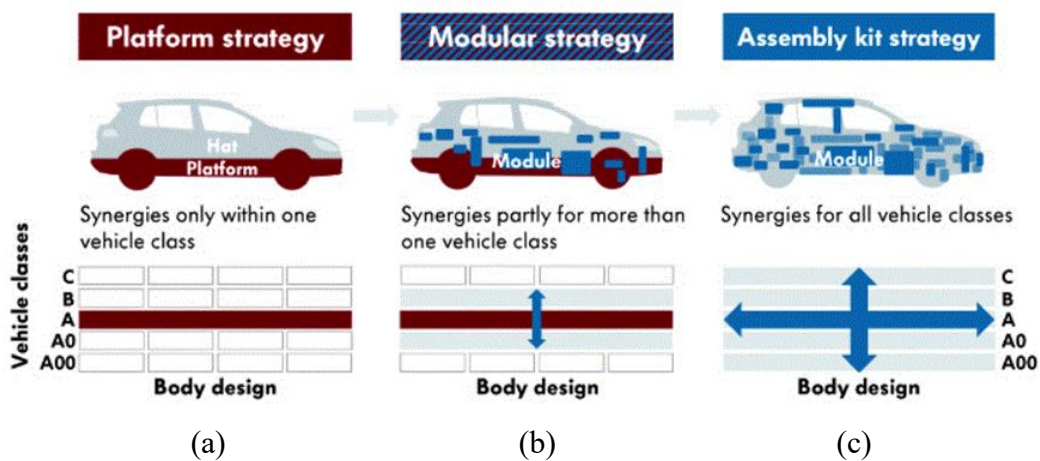 Platform strategy
Modular strategy
Assembly kit strategy
Hat
Platform
Module
Module
Synergies only within one
vehicle class
Synergies partly for more than
one vehicle class
Synergies for all vehicle classes
Vehicle classes
C
B
A
A0
A00
C
B
A
A0
A00
Body design
Body design
Body design
(a)
(b)
(c)